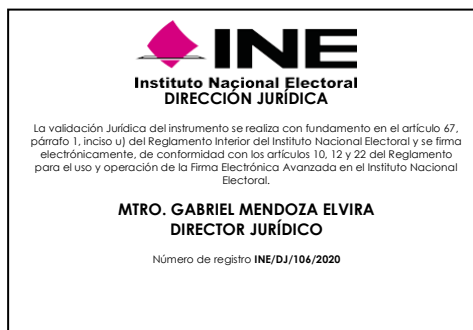 INE
Instituto Nacional Electoral
DIRECCIÓN JURÍDICA
La validación Jurídica del instrumento se realiza con fundamento en el artículo 67,
párrafo 1, inciso u) del Reglamento Interior del Instituto Nacional Electoral y se firma
electrónicamente, de conformidad con los artículos 10, 12 y 22 del Reglamento
para el uso y operación de la Firma Electrónica Avanzada en el Instituto Nacional
Electoral.
MTRO. GABRIEL MENDOZA ELVIRA
DIRECTOR JURÍDICO
Número de registro INE/DJ/106/2020